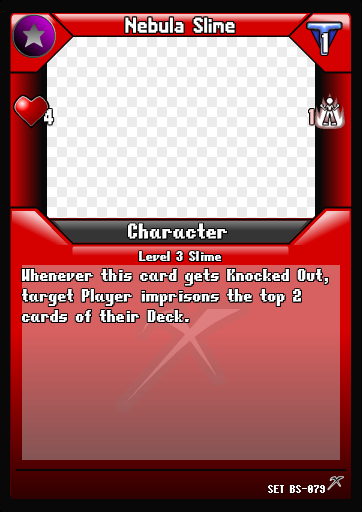 Nebula Slime
1
4
1
Character
Level 3 Slime
Whenever this card gets Knocked Out,
target Player imprisons the top 2
cards of their Deck.
SET BS-079